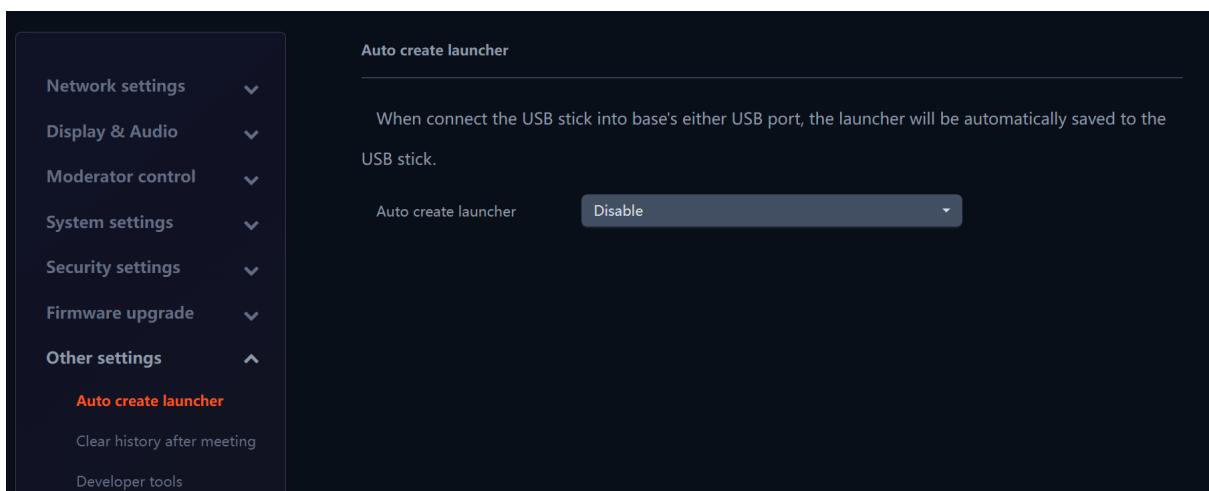 Network settings
Display & Audio
Moderator control
System settings
Security settings
Firmware upgrade
Other settings
Auto create launcher
Clear history after meeting
Developer tools
Auto create launcher
When connect the USB stick into base's either USB port, the launcher will be automatically saved to the
USB stick.
Auto create launcher Disable